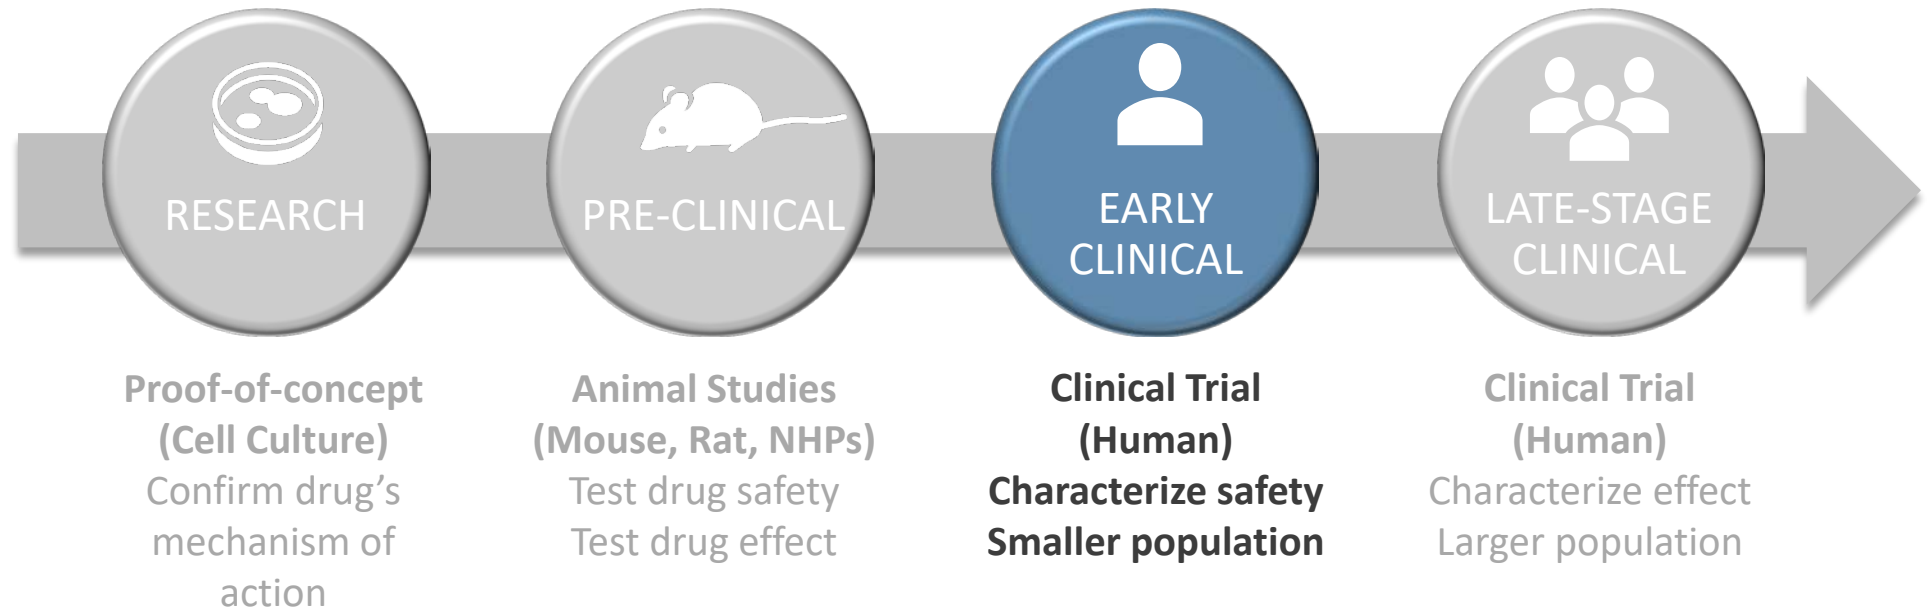 RESEARCH
PRE-CLINICAL
EARLY
CLINICAL
LATE-STAGE
CLINICAL
Proof-of-concept
(Cell Culture)
Confirm drug’s
mechanism of
action
Animal Studies
(Mouse, Rat, NHPs)
Test drug safety
Test drug effect
Clinical Trial
(Human)
Characterize safety
Smaller population
Clinical Trial
(Human)
Characterize effect
Larger population